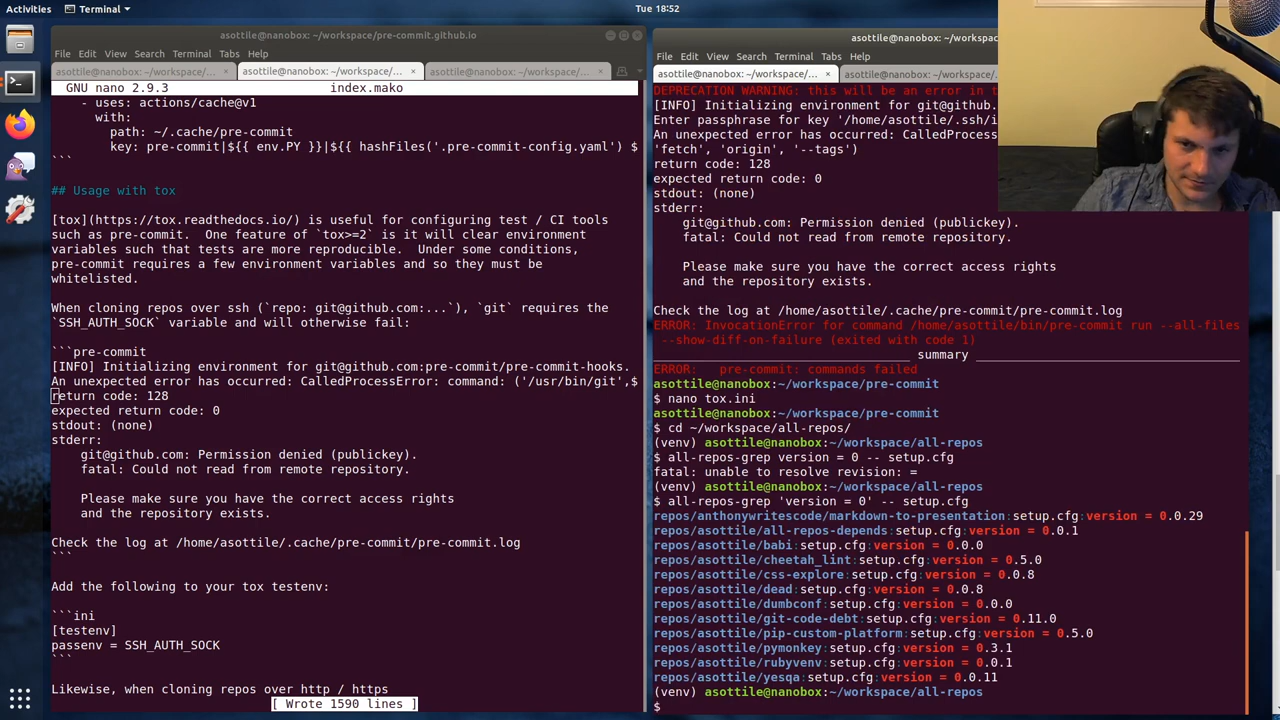 Activities
Terminal
Tue 18:52
asottile@nanobox: ~/workspace/pre-commit.github.io
File Edit View Search Terminal Tabs Help
asottile@nanobox: ~/workspace/pre-... × asottile@nanobox: ~/workspace/... × asottile@nanobox: ~/workspace/... ×
GNU nano 2.9.3 index.mako
- uses: actions/cache@v1
with:
path: ~/.cache/pre-commit
key: pre-commit|${{ env.PY }}|${{ hashFiles('.pre-commit-config.yaml') $
```
## Usage with tox
[tox](https://tox.readthedocs.io/) is useful for configuring test / CI tools
such as pre-commit. One feature of `tox>=2` is it will clear environment
variables such that tests are more reproducible. Under some conditions,
pre-commit requires a few environment variables and so they must be
whitelisted.
When cloning repos over ssh (`repo: git@github.com:...`), `git` requires the
`SSH_AUTH_SOCK` variable and will otherwise fail:
```pre-commit
[INFO] Initializing environment for git@github.com:pre-commit/pre-commit-hooks.
An unexpected error has occurred: CalledProcessError: command: ('/usr/bin/git',$
return code: 128
expected return code: 0
stdout: (none)
stderr:
git@github.com: Permission denied (publickey).
fatal: Could not read from remote repository.
Please make sure you have the correct access rights
and the repository exists.
Check the log at /home/asottile/.cache/pre-commit/pre-commit.log
```
Add the following to your tox testenv:
```ini
[testenv]
passenv = SSH_AUTH_SOCK
```
Likewise, when cloning repos over http / https
[ Wrote 1590 lines ]
asottile@nanobox: ~/workspace/
File Edit View Search Terminal Tabs Help
asottile@nanobox: ~/workspace/... × asottile@nanobox: ~/workspace/
DEPRECATION WARNING: this will be an error in t
[INFO] Initializing environment for git@github.
Enter passphrase for key '/home/asottile/.ssh/i
An unexpected error has occurred: CalledProcess
'fetch', 'origin', '--tags')
return code: 128
expected return code: 0
stdout: (none)
stderr:
git@github.com: Permission denied (publickey).
fatal: Could not read from remote repository.
Please make sure you have the correct access rights
and the repository exists.
Check the log at /home/asottile/.cache/pre-commit/pre-commit.log
ERROR: InvocationError for command /home/asottile/bin/pre-commit run --all-files
--show-diff-on-failure (exited with code 1)
summary
ERROR: pre-commit: commands failed
asottile@nanobox:~/workspace/pre-commit
$ nano tox.ini
asottile@nanobox:~/workspace/pre-commit
$ cd ~/workspace/all-repos/
(venv) asottile@nanobox:~/workspace/all-repos
$ all-repos-grep version = 0 -- setup.cfg
fatal: unable to resolve revision: =
(venv) asottile@nanobox:~/workspace/all-repos
$ all-repos-grep 'version = 0' -- setup.cfg
repos/anthonywritescode/markdown-to-presentation:setup.cfg:version = 0.0.29
repos/asottile/all-repos-depends:setup.cfg:version = 0.0.1
repos/asottile/babi:setup.cfg:version = 0.0.0
repos/asottile/cheetah_lint:setup.cfg:version = 0.5.0
repos/asottile/css-explore:setup.cfg:version = 0.0.8
repos/asottile/dead:setup.cfg:version = 0.0.8
repos/asottile/dumbconf:setup.cfg:version = 0.0.0
repos/asottile/git-code-debt:setup.cfg:version = 0.11.0
repos/asottile/pip-custom-platform:setup.cfg:version = 0.5.0
repos/asottile/pymonkey:setup.cfg:version = 0.3.1
repos/asottile/rubyvenv:setup.cfg:version = 0.0.1
repos/asottile/yesqa:setup.cfg:version = 0.0.11
(venv) asottile@nanobox:~/workspace/all-repos
$